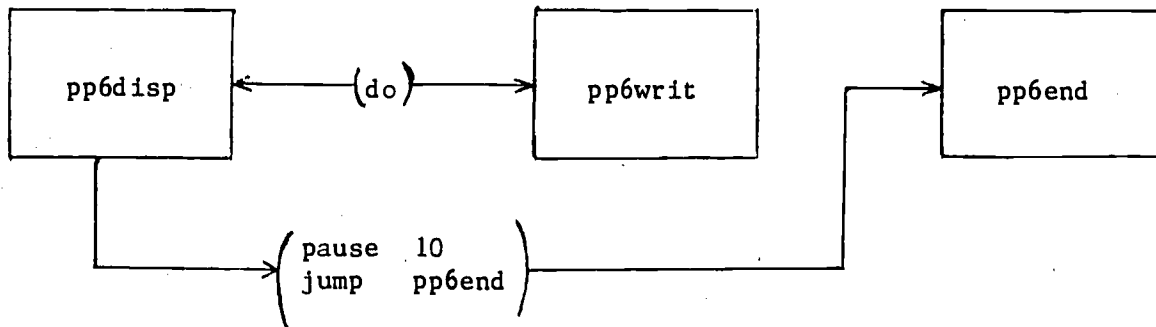 pp6disp
(do)
pp6writ
pp6end
pause 10
jump pp6end